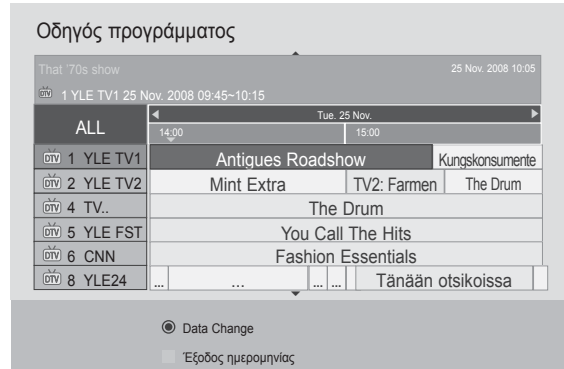 Οδηγός προγράμματος
That '70s show 25 Nov. 2008 10:05
DTV 1 YLE TV1 25 Nov. 2008 09:45~10:15
ALL
Tue. 25 Nov.
14:00 15:00
DTV 1 YLE TV1 Antigues Roadshow Kungskonsumente
DTV 2 YLE TV2 Mint Extra TV2: Farmen The Drum
DTV 4 TV.. The Drum
DTV 5 YLE FST You Call The Hits
DTV 6 CNN Fashion Essentials
DTV 8 YLE24 ... ... ... ... Tänään otsikoissa
Data Change
Έξοδος ημερομηνίας